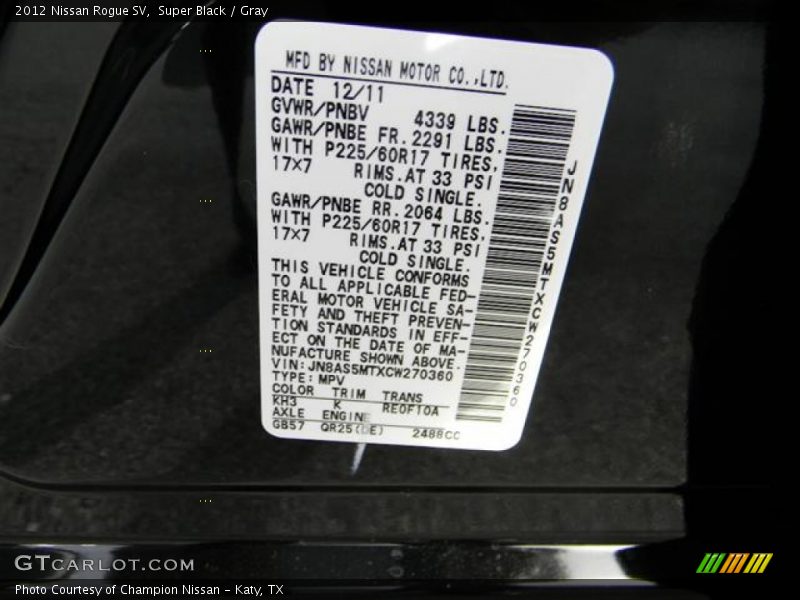 2012 Nissan Rogue SV, Super Black / Gray
MFD BY NISSAN MOTOR CO.,LTD.
DATE 12/11
GVWR/PNBV 4339 LBS.
GAWR/PNBE FR. 2291 LBS.
WITH P225/60R17 TIRES,
17X7 RIMS.AT 33 PSI
COLD SINGLE.
GAWR/PNBE RR. 2064 LBS.
WITH P225/60R17 TIRES,
17X7 RIMS.AT 33 PSI
COLD SINGLE.
THIS VEHICLE CONFORMS
TO ALL APPLICABLE FED-
ERAL MOTOR VEHICLE SA-
FETY AND THEFT PREVEN-
TION STANDARDS IN EFF-
ECT ON THE DATE OF MA-
NUFACTURE SHOWN ABOVE.
VIN:JN8AS5MTXCW270360
TYPE:MPV
COLOR TRIM TRANS
KH3 K RE0F10A
AXLE ENGINE
GB57 QR25(DE) 2488CC
JN8AS5MTXCW270360
GTCARLOT.COM
Photo Courtesy of Champion Nissan - Katy, TX